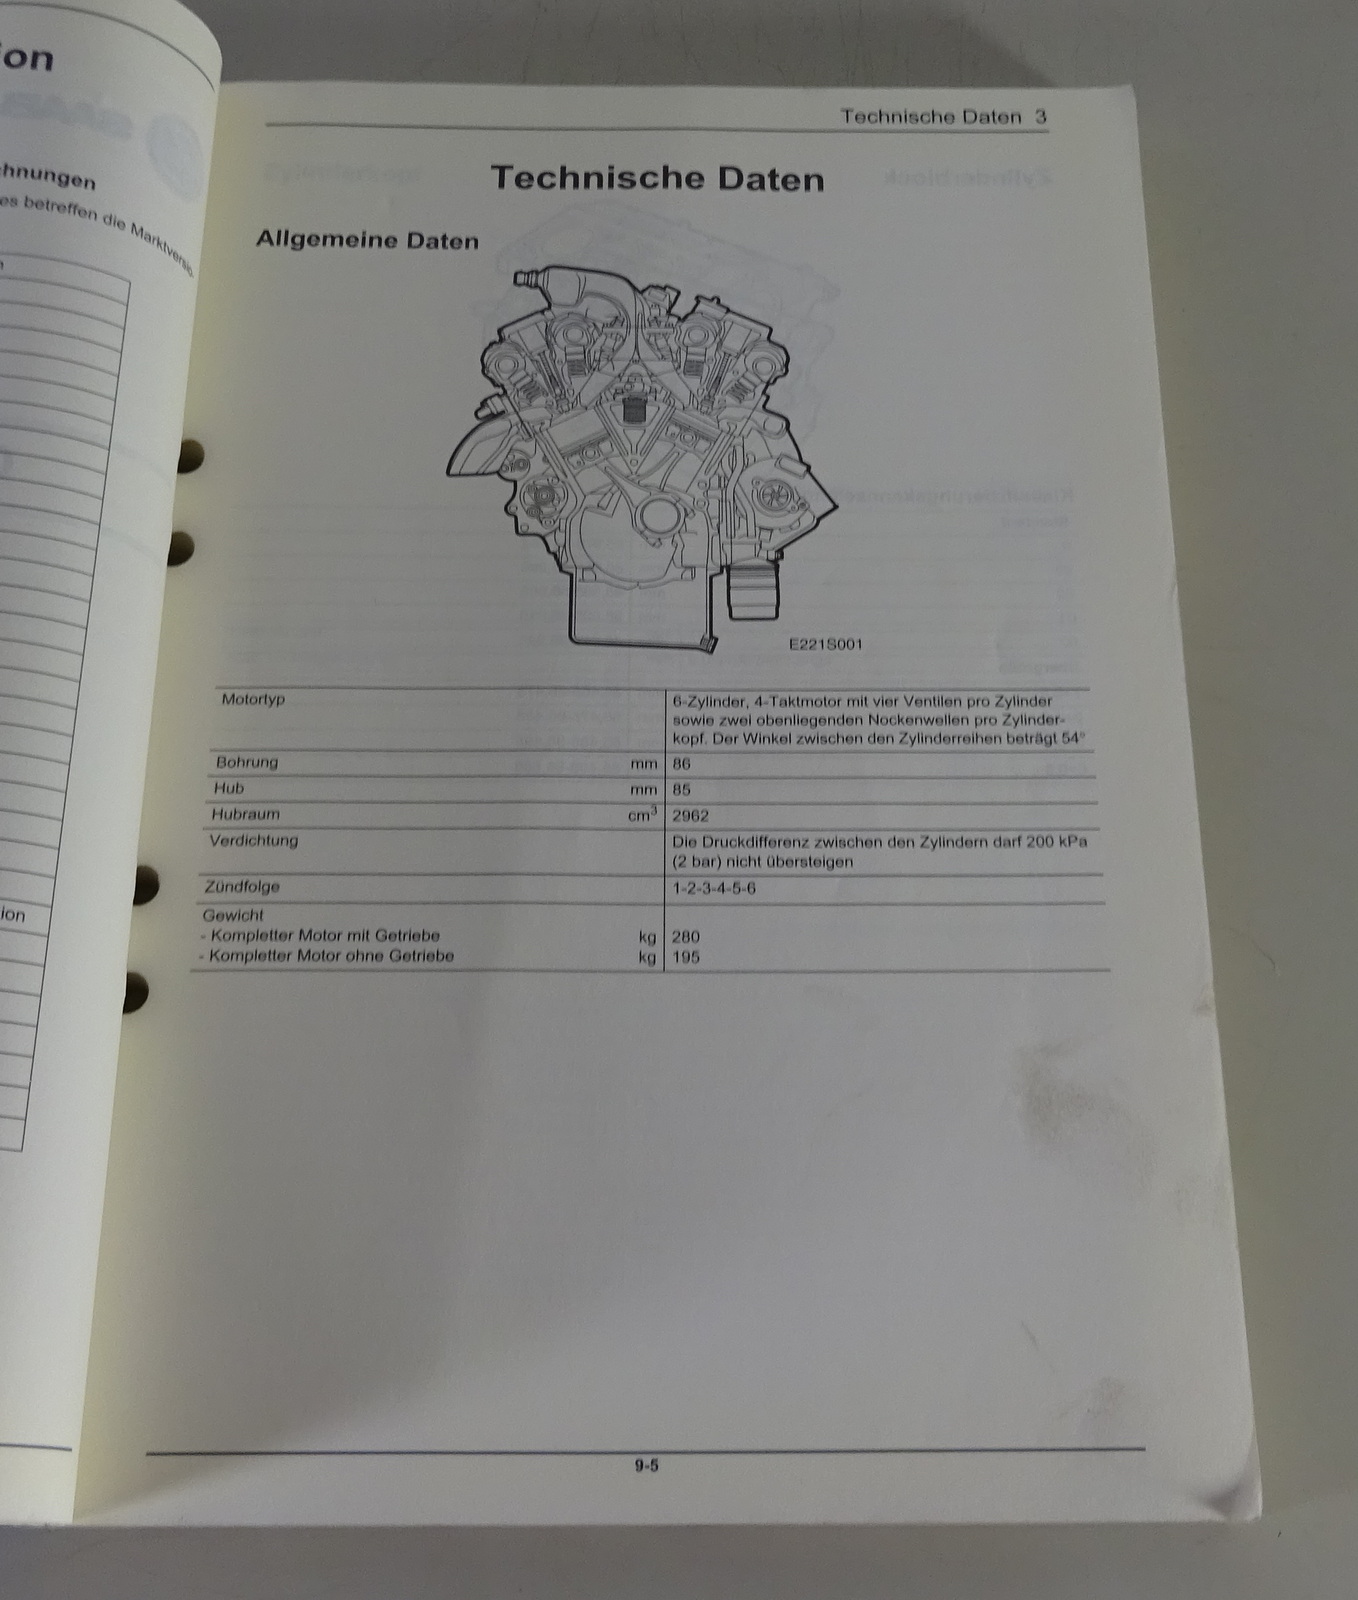 ion
hnungen
es betreffen die Marktversio
n
ion
Technische Daten 3
Technische Daten
Allgemeine Daten
E221S001
Motortyp
6-Zylinder, 4-Taktmotor mit vier Ventilen pro Zylinder
sowie zwei obenliegenden Nockenwellen pro Zylinder-
kopf. Der Winkel zwischen den Zylinderreihen beträgt 54°
Bohrung mm 86
Hub mm 85
Hubraum cm³ 2962
Verdichtung Die Druckdifferenz zwischen den Zylindern darf 200 kPa
(2 bar) nicht übersteigen
Zündfolge 1-2-3-4-5-6
Gewicht
- Kompletter Motor mit Getriebe kg 280
- Kompletter Motor ohne Getriebe kg 195
9-5